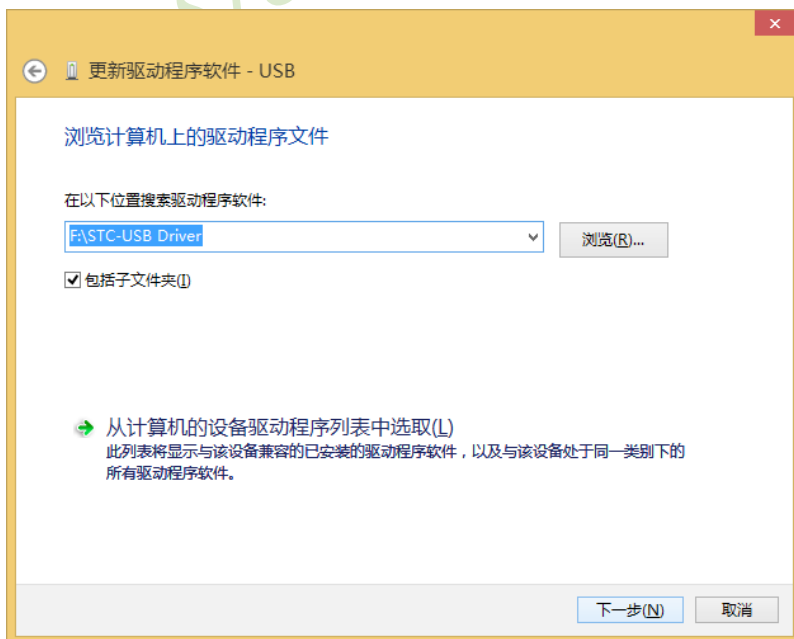 更新驱动程序软件 - USB
浏览计算机上的驱动程序文件
在以下位置搜索驱动程序软件:
F:\STC-USB Driver
浏览(R)...
包括子文件夹(I)
从计算机的设备驱动程序列表中选取(L)
此列表将显示与该设备兼容的已安装的驱动程序软件，以及与该设备处于同一类别下的
所有驱动程序软件。
下一步(N)
取消